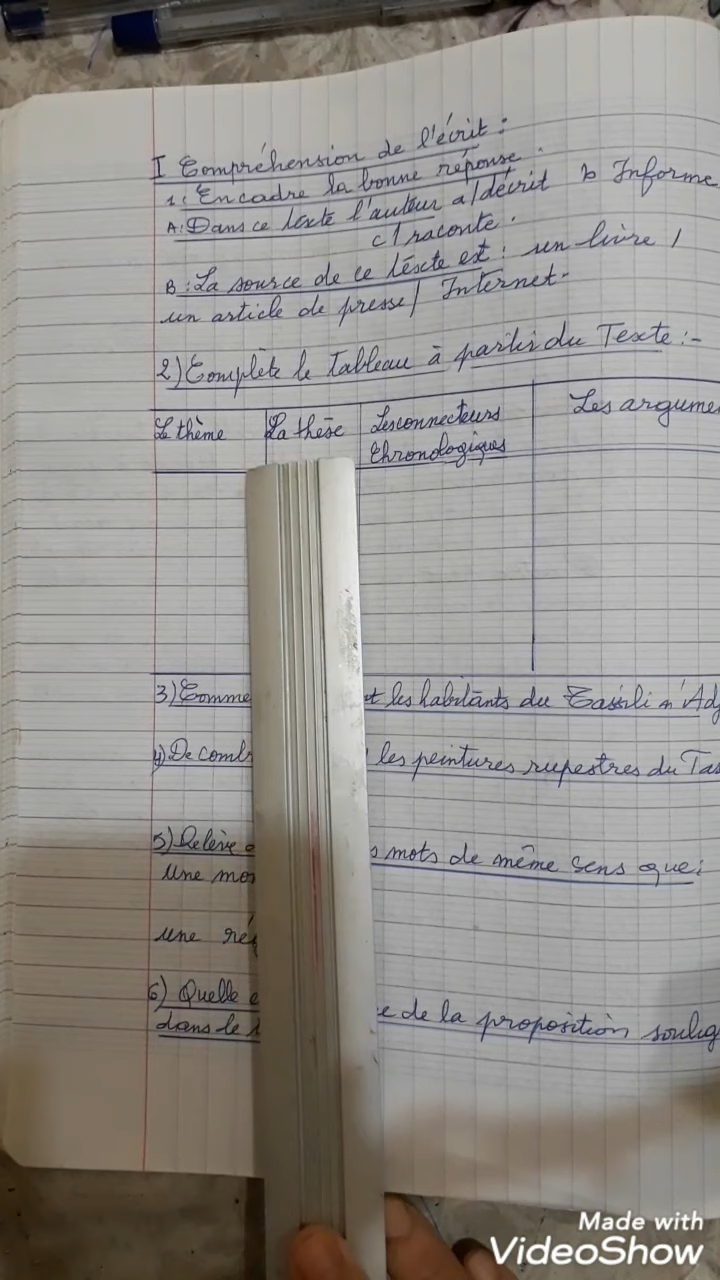 I Compréhension de l'écrit :
1: Encadre la bonne réponse.
A: Dans ce texte l'auteur a/ décrit b Informe
c/ raconte.
B: La source de ce téscte est: un livre /
un article de presse / Internet.
2) Complète le Tableau à partir du Texte :-
Le thème La thèse Les connecteurs chronologiques Les argume
3) Comme t les habitants du Tassili n'Adj
4) De comb les peintures rupestres du Tas
5) Relève s mots de même sens que:
une mon
une ré
6) Quelle e e de la proposition soulig
dans le t
Made with
VideoShow